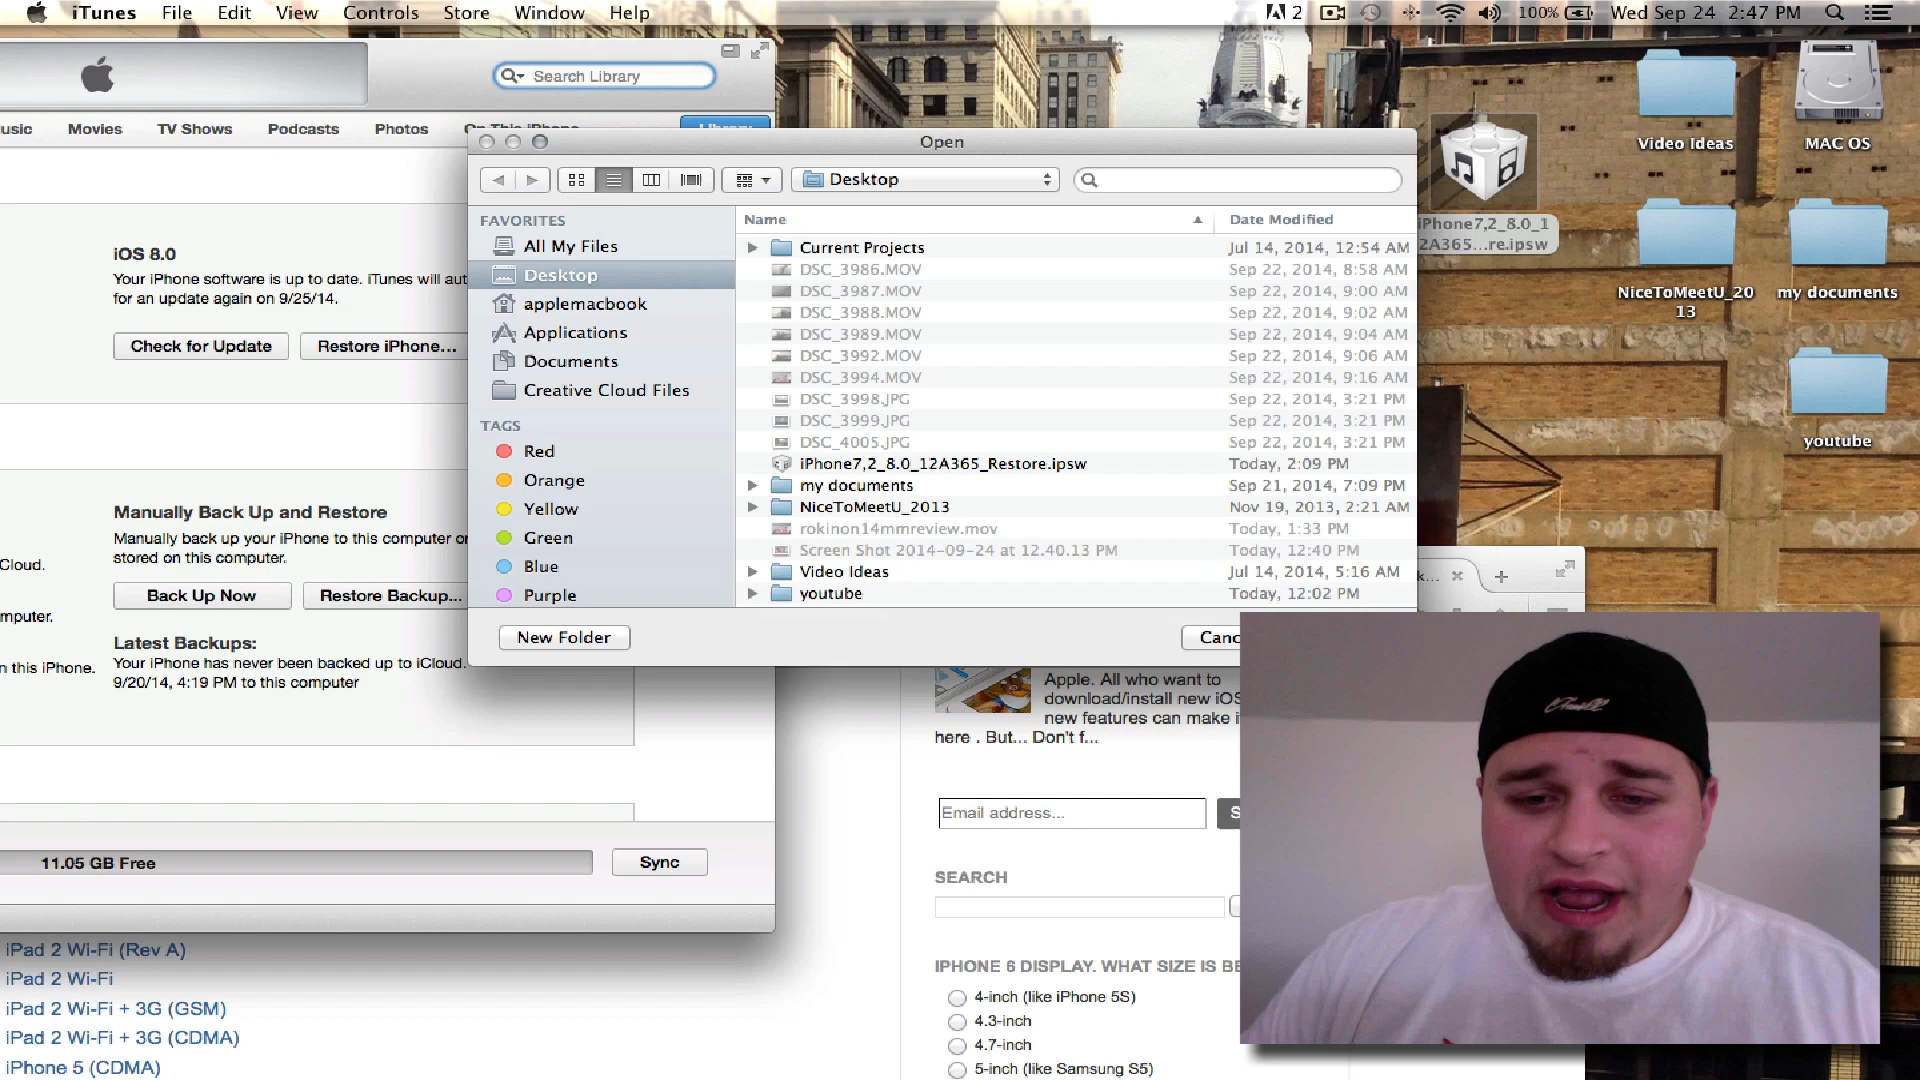 iTunes File Edit View Controls Store Window Help
2 100% Wed Sep 24 2:47 PM
Search Library
usic Movies TV Shows Podcasts Photos On This iPhone Library
iOS 8.0
Your iPhone software is up to date. iTunes will aut
for an update again on 9/25/14.
Check for Update Restore iPhone...
Manually Back Up and Restore
Manually back up your iPhone to this computer or
stored on this computer.
Cloud.
Back Up Now Restore Backup...
mputer.
Latest Backups:
Your iPhone has never been backed up to iCloud.
n this iPhone.
9/20/14, 4:19 PM to this computer
11.05 GB Free Sync
Open
Desktop
FAVORITES
All My Files
Desktop
applemacbook
Applications
Documents
Creative Cloud Files
TAGS
Red
Orange
Yellow
Green
Blue
Purple
Name Date Modified
Current Projects Jul 14, 2014, 12:54 AM
DSC_3986.MOV Sep 22, 2014, 8:58 AM
DSC_3987.MOV Sep 22, 2014, 9:00 AM
DSC_3988.MOV Sep 22, 2014, 9:02 AM
DSC_3989.MOV Sep 22, 2014, 9:04 AM
DSC_3992.MOV Sep 22, 2014, 9:06 AM
DSC_3994.MOV Sep 22, 2014, 9:16 AM
DSC_3998.JPG Sep 22, 2014, 3:21 PM
DSC_3999.JPG Sep 22, 2014, 3:21 PM
DSC_4005.JPG Sep 22, 2014, 3:21 PM
iPhone7,2_8.0_12A365_Restore.ipsw Today, 2:09 PM
my documents Sep 21, 2014, 7:09 PM
NiceToMeetU_2013 Nov 19, 2013, 2:21 AM
rokinon14mmreview.mov Today, 1:33 PM
Screen Shot 2014-09-24 at 12.40.13 PM Today, 12:40 PM
Video Ideas Jul 14, 2014, 5:16 AM
youtube Today, 12:02 PM
New Folder Canc
Video Ideas
MAC OS
iPhone7,2_8.0_1
2A365...re.ipsw
NiceToMeetU_20
13
my documents
youtube
k...
Apple. All who want to
download/install new iOS
new features can make i
here . But... Don't f...
Email address... S
SEARCH
IPHONE 6 DISPLAY. WHAT SIZE IS BE
4-inch (like iPhone 5S)
4.3-inch
4.7-inch
5-inch (like Samsung S5)
iPad 2 Wi-Fi (Rev A)
iPad 2 Wi-Fi
iPad 2 Wi-Fi + 3G (GSM)
iPad 2 Wi-Fi + 3G (CDMA)
iPhone 5 (CDMA)